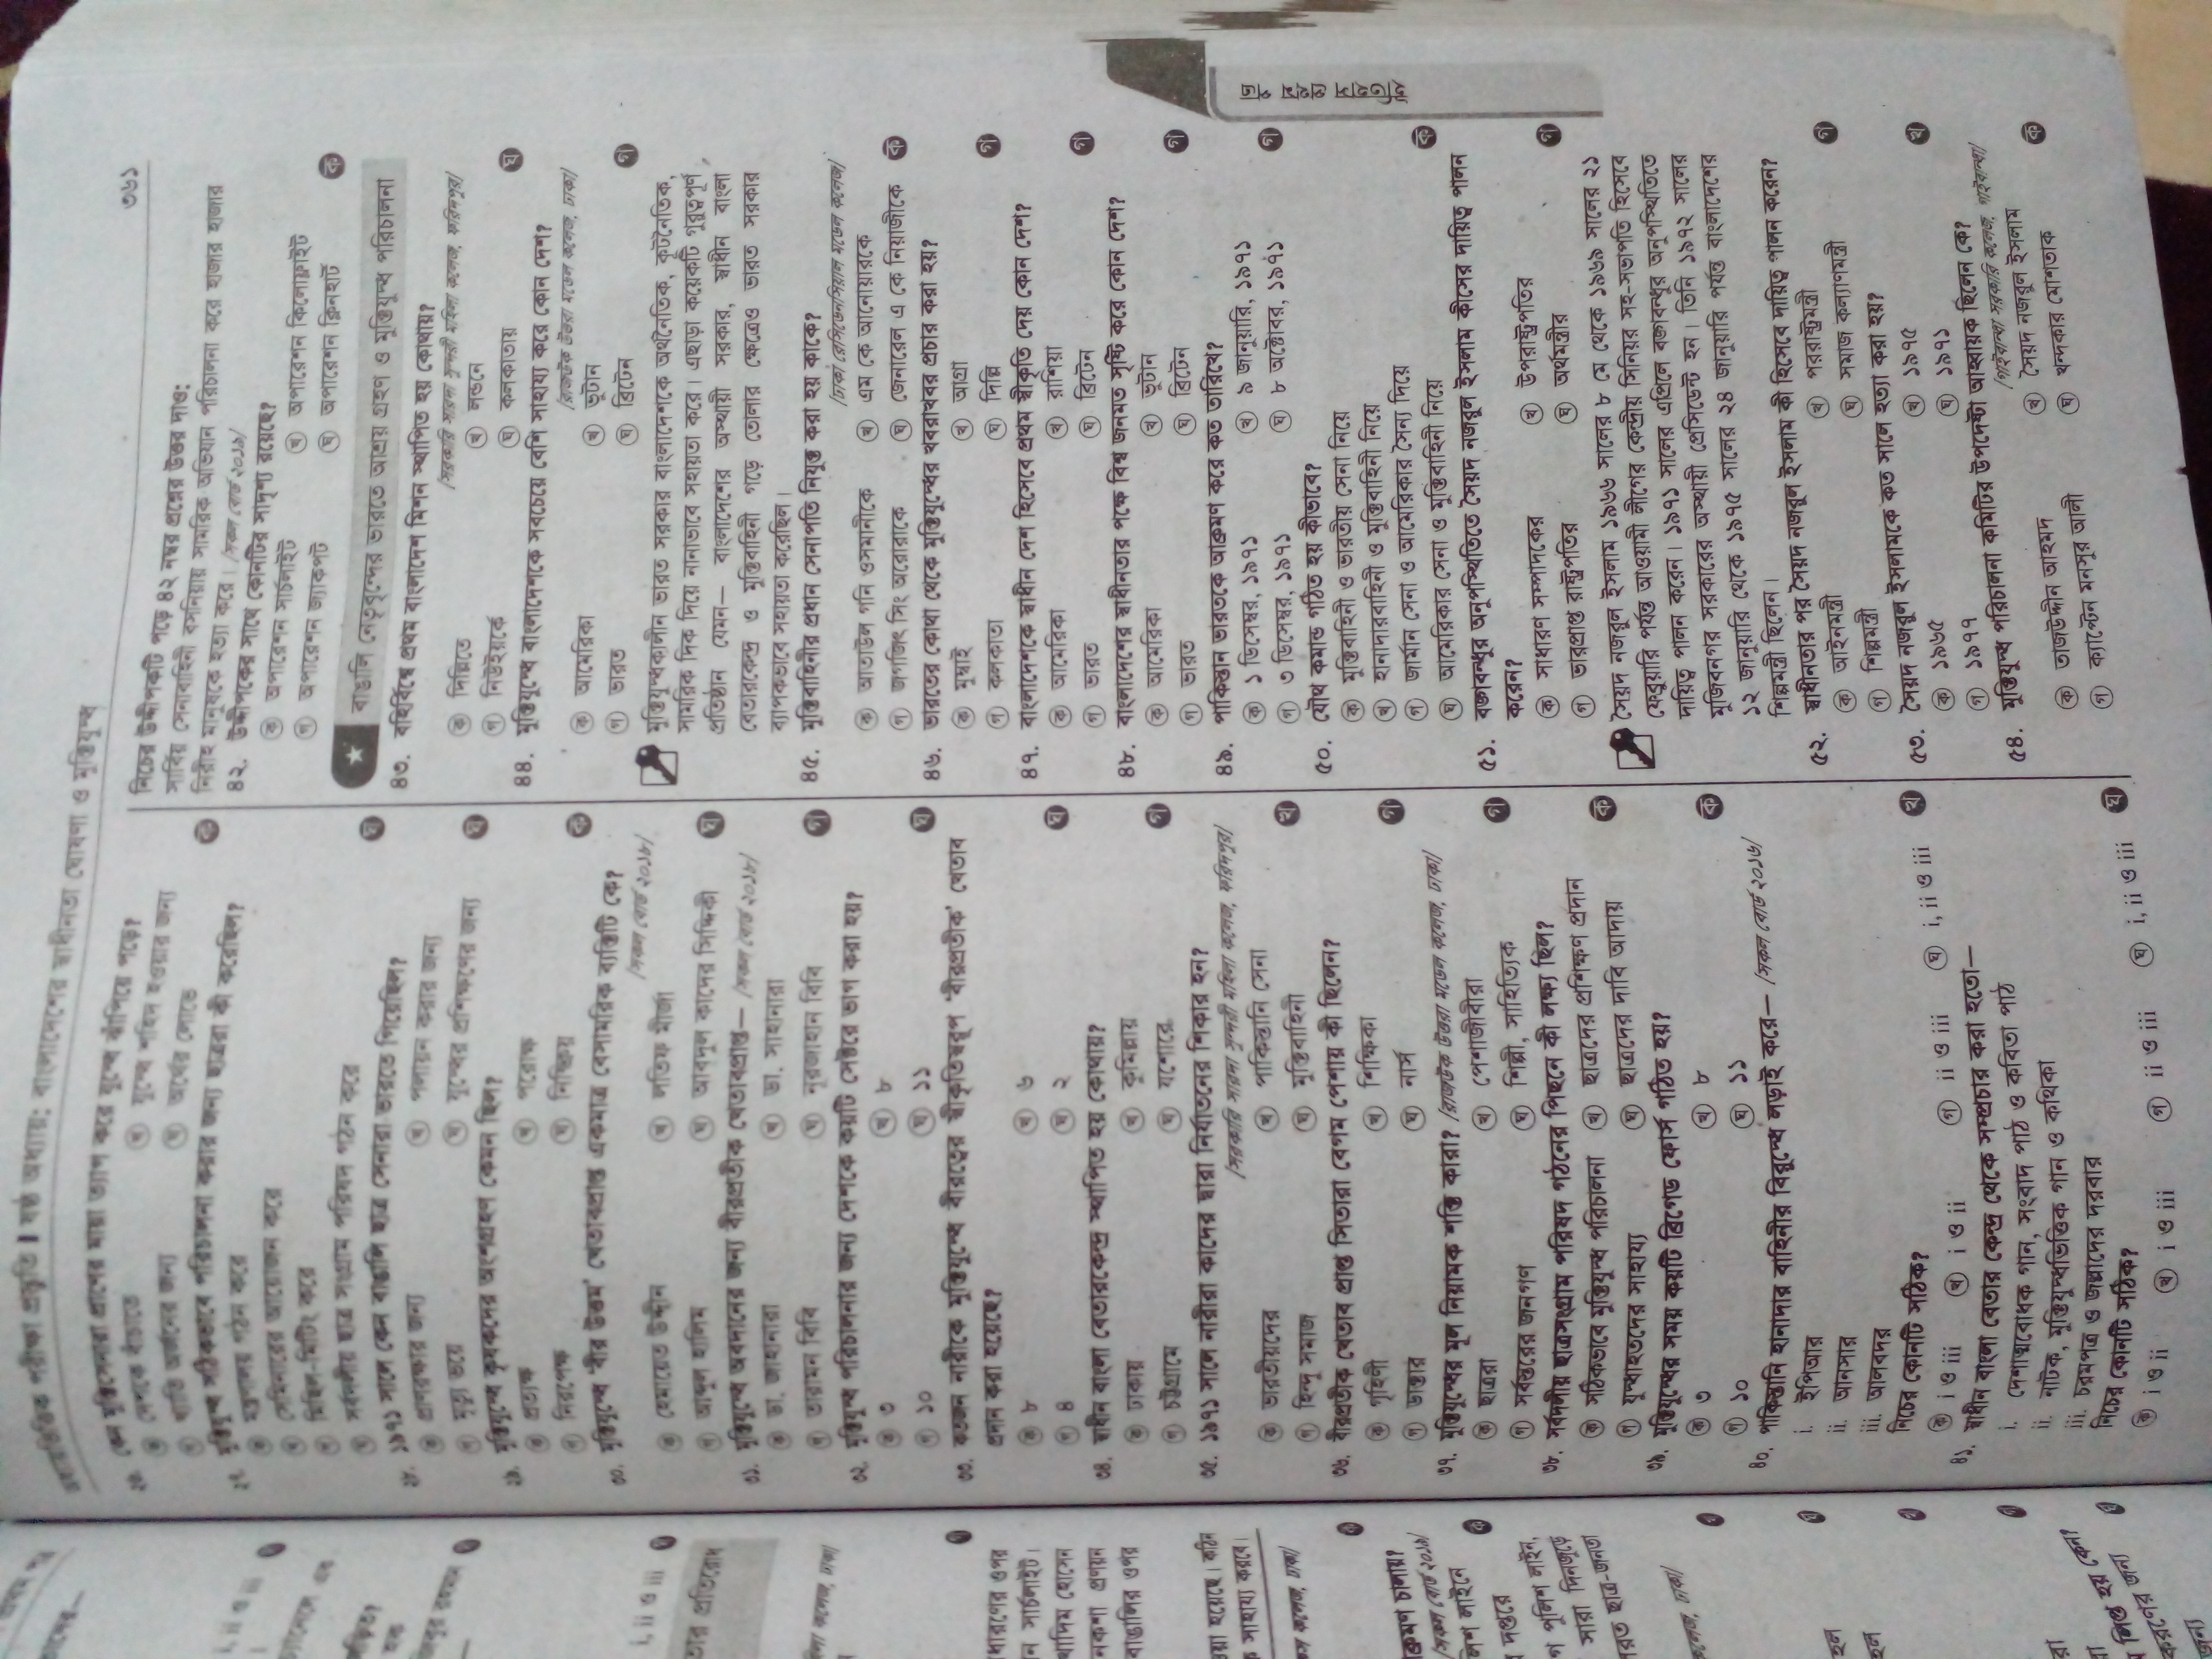 অধ্যায়ভিত্তিক পরীক্ষা প্রস্তুতি | ষষ্ঠ অধ্যায়: বাংলাদেশের স্বাধীনতা ঘোষণা ও মুক্তিযুদ্ধ
৩৬১
২৬. কেন মুক্তিসেনারা প্রাণের মায়া ত্যাগ করে যুদ্ধে ঝাঁপিয়ে পড়ে?
ক দেশকে বাঁচাতে খ যুদ্ধে শহিদ হওয়ার জন্য
গ খ্যাতি অর্জনের জন্য ঘ অর্থের লোভে ক
২৭. মুক্তিযুদ্ধ সঠিকভাবে পরিচালনা করার জন্য ছাত্ররা কী করেছিল?
ক মন্ত্রণালয় গঠন করে
খ সেমিনারের আয়োজন করে
গ মিছিল-মিটিং করে
ঘ সর্বদলীয় ছাত্র সংগ্রাম পরিষদ গঠন করে ঘ
২৮. ১৯৭১ সালে কেন বাঙালি ছাত্র সেনারা ভারতে গিয়েছিল?
ক প্রাণরক্ষার জন্য খ পলায়ন করার জন্য
গ মৃত্যু ভয়ে ঘ যুদ্ধের প্রশিক্ষণের জন্য ঘ
২৯. মুক্তিযুদ্ধে কৃষকদের অংশগ্রহণ কেমন ছিল?
ক প্রত্যক্ষ খ পরোক্ষ
গ নিরপেক্ষ ঘ নিষ্ক্রিয় ক
৩০. মুক্তিযুদ্ধে ‘বীর উত্তম’ খেতাবপ্রাপ্ত একমাত্র বেসামরিক ব্যক্তিটি কে?
/সকল বোর্ড ২০১৮/
ক হেমায়েত উদ্দীন খ লতিফ মীর্জা
গ আব্দুল হালিম ঘ আবদুল কাদের সিদ্দিকী ঘ
৩১. মুক্তিযুদ্ধে অবদানের জন্য বীরপ্রতীক খেতাবপ্রাপ্ত— /সকল বোর্ড ২০১৮/
ক ডা. জাহানারা খ ডা. সাহানারা
গ তারামন বিবি ঘ নূরজাহান বিবি গ
৩২. মুক্তিযুদ্ধ পরিচালনার জন্য দেশকে কয়টি সেক্টরে ভাগ করা হয়?
ক ৩ খ ৮
গ ১০ ঘ ১১ ঘ
৩৩. কতজন নারীকে মুক্তিযুদ্ধে বীরত্বের স্বীকৃতিস্বরূপ ‘বীরপ্রতীক’ খেতাব
প্রদান করা হয়েছে?
ক ৮ খ ৬
গ ৪ ঘ ২ ঘ
৩৪. স্বাধীন বাংলা বেতারকেন্দ্র স্থাপিত হয় কোথায়?
ক ঢাকায় খ কুমিল্লায়
গ চট্টগ্রামে ঘ যশোরে গ
৩৫. ১৯৭১ সালে নারীরা কাদের দ্বারা নির্যাতনের শিকার হন?
/সরকারি সারদা সুন্দরী মহিলা কলেজ, ফরিদপুর/
ক ভারতীয়দের খ পাকিস্তানি সেনা
গ হিন্দু সমাজ ঘ মুক্তিবাহিনী খ
৩৬. বীরপ্রতীক খেতাব প্রাপ্ত সিতারা বেগম পেশায় কী ছিলেন?
ক গৃহিণী খ শিক্ষিকা
গ ডাক্তার ঘ নার্স গ
৩৭. মুক্তিযুদ্ধের মূল নিয়ামক শক্তি কারা? /রাজউক উত্তরা মডেল কলেজ, ঢাকা/
ক ছাত্ররা খ পেশাজীবীরা
গ সর্বস্তরের জনগণ ঘ শিল্পী, সাহিত্যিক গ
৩৮. সর্বদলীয় ছাত্রসংগ্রাম পরিষদ গঠনের পিছনে কী লক্ষ্য ছিল?
ক সঠিকভাবে মুক্তিযুদ্ধ পরিচালনা খ ছাত্রদের প্রশিক্ষণ প্রদান
গ যুদ্ধাহতদের সাহায্য ঘ ছাত্রদের দাবি আদায় ক
৩৯. মুক্তিযুদ্ধের সময় কয়টি ব্রিগেড ফোর্স গঠিত হয়?
ক ৩ খ ৮
গ ১০ ঘ ১১ ক
৪০. পাকিস্তানি হানাদার বাহিনীর বিরুদ্ধে লড়াই করে— /সকল বোর্ড ২০১৬/
i. ইপিআর
ii. আনসার
iii. আলবদর
নিচের কোনটি সঠিক?
ক i ও iii খ i ও ii গ ii ও iii ঘ i, ii ও iii খ
৪১. স্বাধীন বাংলা বেতার কেন্দ্র থেকে সম্প্রচার করা হতো—
i. দেশাত্মবোধক গান, সংবাদ পাঠ ও কবিতা পাঠ
ii. নাটক, মুক্তিযুদ্ধভিত্তিক গান ও কথিকা
iii. চরমপত্র ও জল্লাদের দরবার
নিচের কোনটি সঠিক?
ক i ও ii খ i ও iii গ ii ও iii ঘ i, ii ও iii ঘ
নিচের উদ্দীপকটি পড়ে ৪২ নম্বর প্রশ্নের উত্তর দাও:
সার্বিয় সেনাবাহিনী বসনিয়ায় সামরিক অভিযান পরিচালনা করে হাজার হাজার
নিরীহ মানুষকে হত্যা করে। /সকল বোর্ড ২০১৯/
৪২. উদ্দীপকের সাথে কোনটির সাদৃশ্য রয়েছে?
ক অপারেশন সার্চলাইট খ অপারেশন কিলোফ্লাইট
গ অপারেশন জ্যাকপট ঘ অপারেশন ক্লিনহার্ট ক
বাঙালি নেতৃবৃন্দের ভারতে আশ্রয় গ্রহণ ও মুক্তিযুদ্ধ পরিচালনা
৪৩. বহির্বিশ্বে প্রথম বাংলাদেশ মিশন স্থাপিত হয় কোথায়?
/সরকারি সারদা সুন্দরী মহিলা কলেজ, ফরিদপুর/
ক দিল্লিতে খ লন্ডনে
গ নিউইয়র্কে ঘ কলকাতায় ঘ
৪৪. মুক্তিযুদ্ধে বাংলাদেশকে সবচেয়ে বেশি সাহায্য করে কোন দেশ?
/রাজউক উত্তরা মডেল কলেজ, ঢাকা/
ক আমেরিকা খ ভুটান
গ ভারত ঘ ব্রিটেন গ
মুক্তিযুদ্ধকালীন ভারত সরকার বাংলাদেশকে অর্থনৈতিক, কূটনৈতিক,
সামরিক দিক দিয়ে নানাভাবে সহায়তা করে। এছাড়া কয়েকটি গুরুত্বপূর্ণ
প্রতিষ্ঠান যেমন— বাংলাদেশের অস্থায়ী সরকার, স্বাধীন বাংলা
বেতারকেন্দ্র ও মুক্তিবাহিনী গড়ে তোলার ক্ষেত্রেও ভারত সরকার
ব্যাপকভাবে সহায়তা করেছিল।
৪৫. মুক্তিবাহিনীর প্রধান সেনাপতি নিযুক্ত করা হয় কাকে?
/ঢাকা রেসিডেনসিয়াল মডেল কলেজ/
ক আতাউল গনি ওসমানীকে খ এম কে আনোয়ারকে
গ জগজিৎ সিং অরোরাকে ঘ জেনারেল এ কে নিয়াজীকে ক
৪৬. ভারতের কোথা থেকে মুক্তিযুদ্ধের খবরাখবর প্রচার করা হয়?
ক মুম্বাই খ আগ্রা
গ কলকাতা ঘ দিল্লি গ
৪৭. বাংলাদেশকে স্বাধীন দেশ হিসেবে প্রথম স্বীকৃতি দেয় কোন দেশ?
ক আমেরিকা খ রাশিয়া
গ ভারত ঘ ব্রিটেন গ
৪৮. বাংলাদেশের স্বাধীনতার পক্ষে বিশ্ব জনমত সৃষ্টি করে কোন দেশ?
ক আমেরিকা খ ভুটান
গ ভারত ঘ ব্রিটেন গ
৪৯. পাকিস্তান ভারতকে আক্রমণ করে কত তারিখে?
ক ১ ডিসেম্বর, ১৯৭১ খ ৯ জানুয়ারি, ১৯৭১
গ ৩ ডিসেম্বর, ১৯৭১ ঘ ৮ অক্টোবর, ১৯৭১ গ
৫০. যৌথ কমান্ড গঠিত হয় কীভাবে?
ক মুক্তিবাহিনী ও ভারতীয় সেনা নিয়ে
খ হানাদারবাহিনী ও মুক্তিবাহিনী নিয়ে
গ জার্মান সেনা ও আমেরিকার সৈন্য দিয়ে
ঘ আমেরিকার সেনা ও মুক্তিবাহিনী নিয়ে ক
৫১. বঙ্গবন্ধুর অনুপস্থিতিতে সৈয়দ নজরুল ইসলাম কীসের দায়িত্ব পালন
করেন?
ক সাধারণ সম্পাদকের খ উপরাষ্ট্রপতির
গ ভারপ্রাপ্ত রাষ্ট্রপতির ঘ অর্থমন্ত্রীর গ
সৈয়দ নজরুল ইসলাম ১৯৬৬ সালের ৮ মে থেকে ১৯৬৯ সালের ২১
ফেব্রুয়ারি পর্যন্ত আওয়ামী লীগের কেন্দ্রীয় সিনিয়র সহ-সভাপতি হিসেবে
দায়িত্ব পালন করেন। ১৯৭১ সালের এপ্রিলে বঙ্গবন্ধুর অনুপস্থিতিতে
মুজিবনগর সরকারের অস্থায়ী প্রেসিডেন্ট হন। তিনি ১৯৭২ সালের
১২ জানুয়ারি থেকে ১৯৭৫ সালের ২৪ জানুয়ারি পর্যন্ত বাংলাদেশের
শিল্পমন্ত্রী ছিলেন।
৫২. স্বাধীনতার পর সৈয়দ নজরুল ইসলাম কী হিসেবে দায়িত্ব পালন করেন?
ক আইনমন্ত্রী খ পররাষ্ট্রমন্ত্রী
গ শিল্পমন্ত্রী ঘ সমাজ কল্যাণমন্ত্রী গ
৫৩. সৈয়দ নজরুল ইসলামকে কত সালে হত্যা করা হয়?
ক ১৯৬৫ খ ১৯৭৫
গ ১৯৭৭ ঘ ১৯৭১ খ
৫৪. মুক্তিযুদ্ধ পরিচালনা কমিটির উপদেষ্টা আহ্বায়ক ছিলেন কে?
/গাইবান্ধা সরকারি কলেজ, গাইবান্ধা/
ক তাজউদ্দীন আহমদ খ সৈয়দ নজরুল ইসলাম
গ ক্যাপ্টেন মনসুর আলী ঘ খন্দকার মোশতাক ক
ইতিহাস প্রথম পত্র